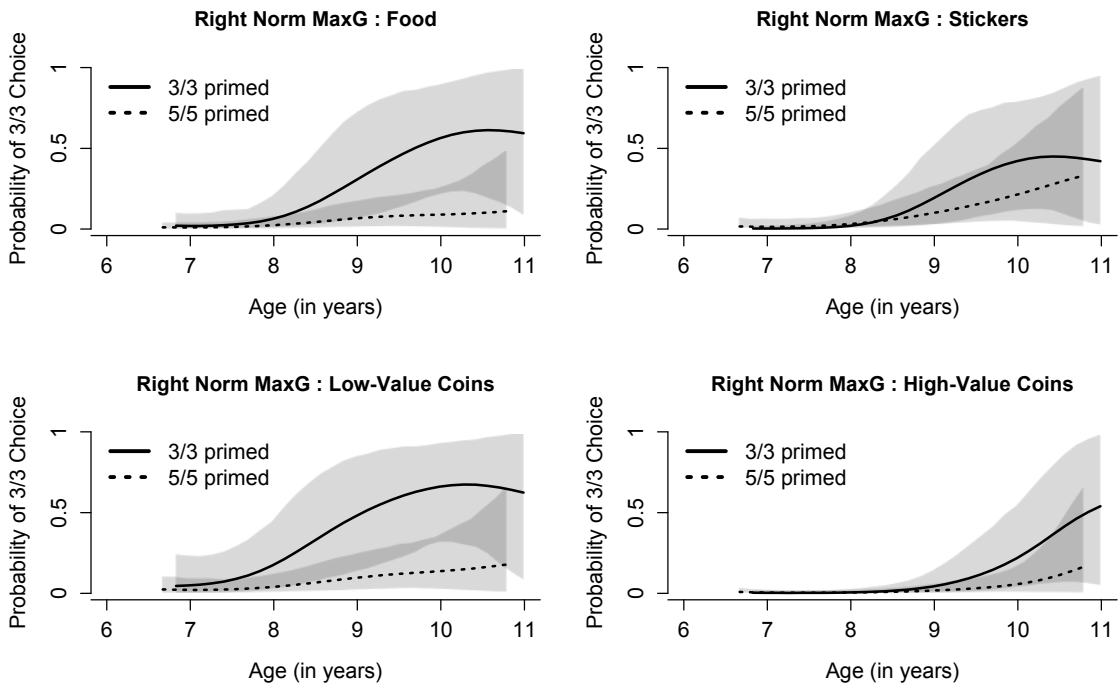 Right Norm MaxG : Food
Probability of 3/3 Choice
1
0.5
0
3/3 primed
5/5 primed
6 7 8 9 10 11
Age (in years)
Right Norm MaxG : Stickers
Probability of 3/3 Choice
1
0.5
0
3/3 primed
5/5 primed
6 7 8 9 10 11
Age (in years)
Right Norm MaxG : Low-Value Coins
Probability of 3/3 Choice
1
0.5
0
3/3 primed
5/5 primed
6 7 8 9 10 11
Age (in years)
Right Norm MaxG : High-Value Coins
Probability of 3/3 Choice
1
0.5
0
3/3 primed
5/5 primed
6 7 8 9 10 11
Age (in years)